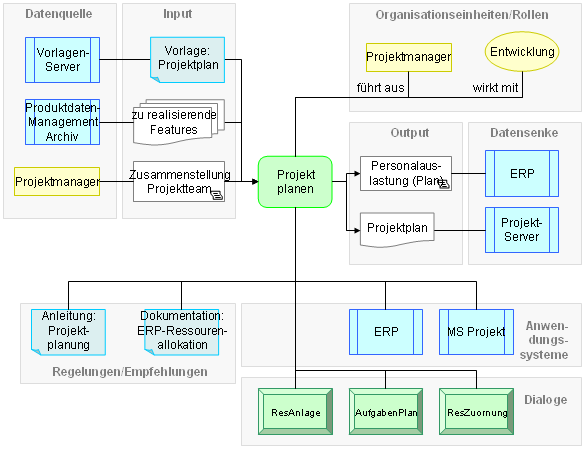 Datenquelle
Input
Organisationseinheiten/Rollen
Vorlagen-
Server
Vorlage:
Projektplan
Projektmanager
Entwicklung
führt aus
wirkt mit
Produktdaten-
Management
Archiv
zu realisierende
Features
Output
Datensenke
Projektmanager
Zusammenstellung
Projektteam
Projekt
planen
Personalaus-
lastung (Plan)
ERP
Projektplan
Projekt-
Server
Anleitung:
Projekt-
planung
Dokumentation:
ERP-Ressouren-
allokation
Regelungen/Empfehlungen
ERP
MS Projekt
Anwen-
dungss-
systeme
ResAnlage
AufgabenPlan
ResZuornung
Dialoge